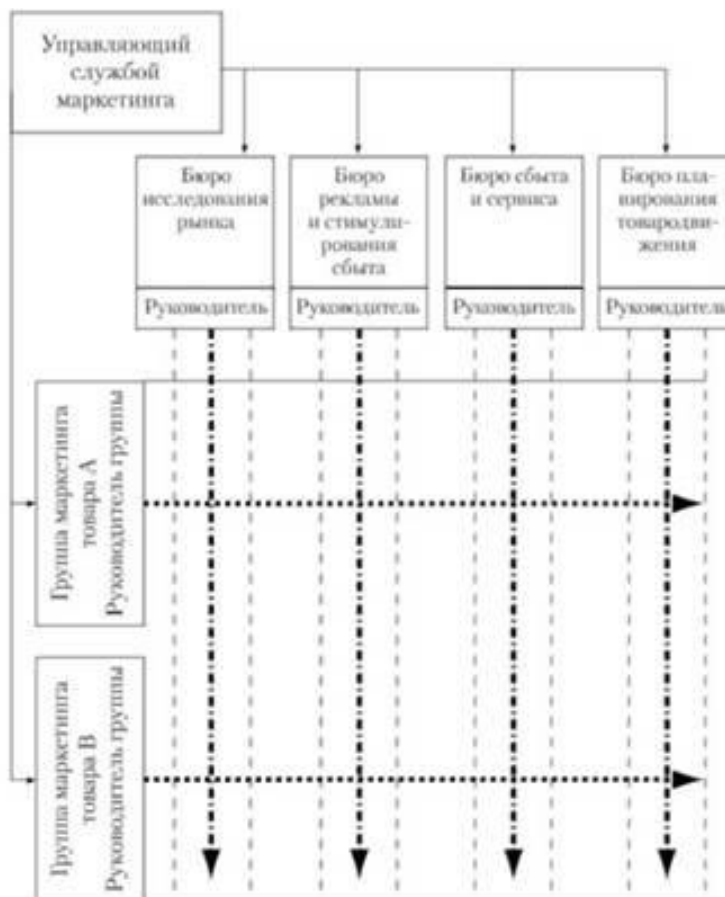 Управляющий
службой
маркетинга
Бюро
исследования
рынка
Руководитель
Бюро
рекламы
и стимули-
рования
сбыта
Руководитель
Бюро сбыта
и сервиса
Руководитель
Бюро пла-
нирования
товародви-
жения
Руководитель
Группа маркетинга
товара А
Руководитель группы
Группа маркетинга
товара В
Руководитель группы